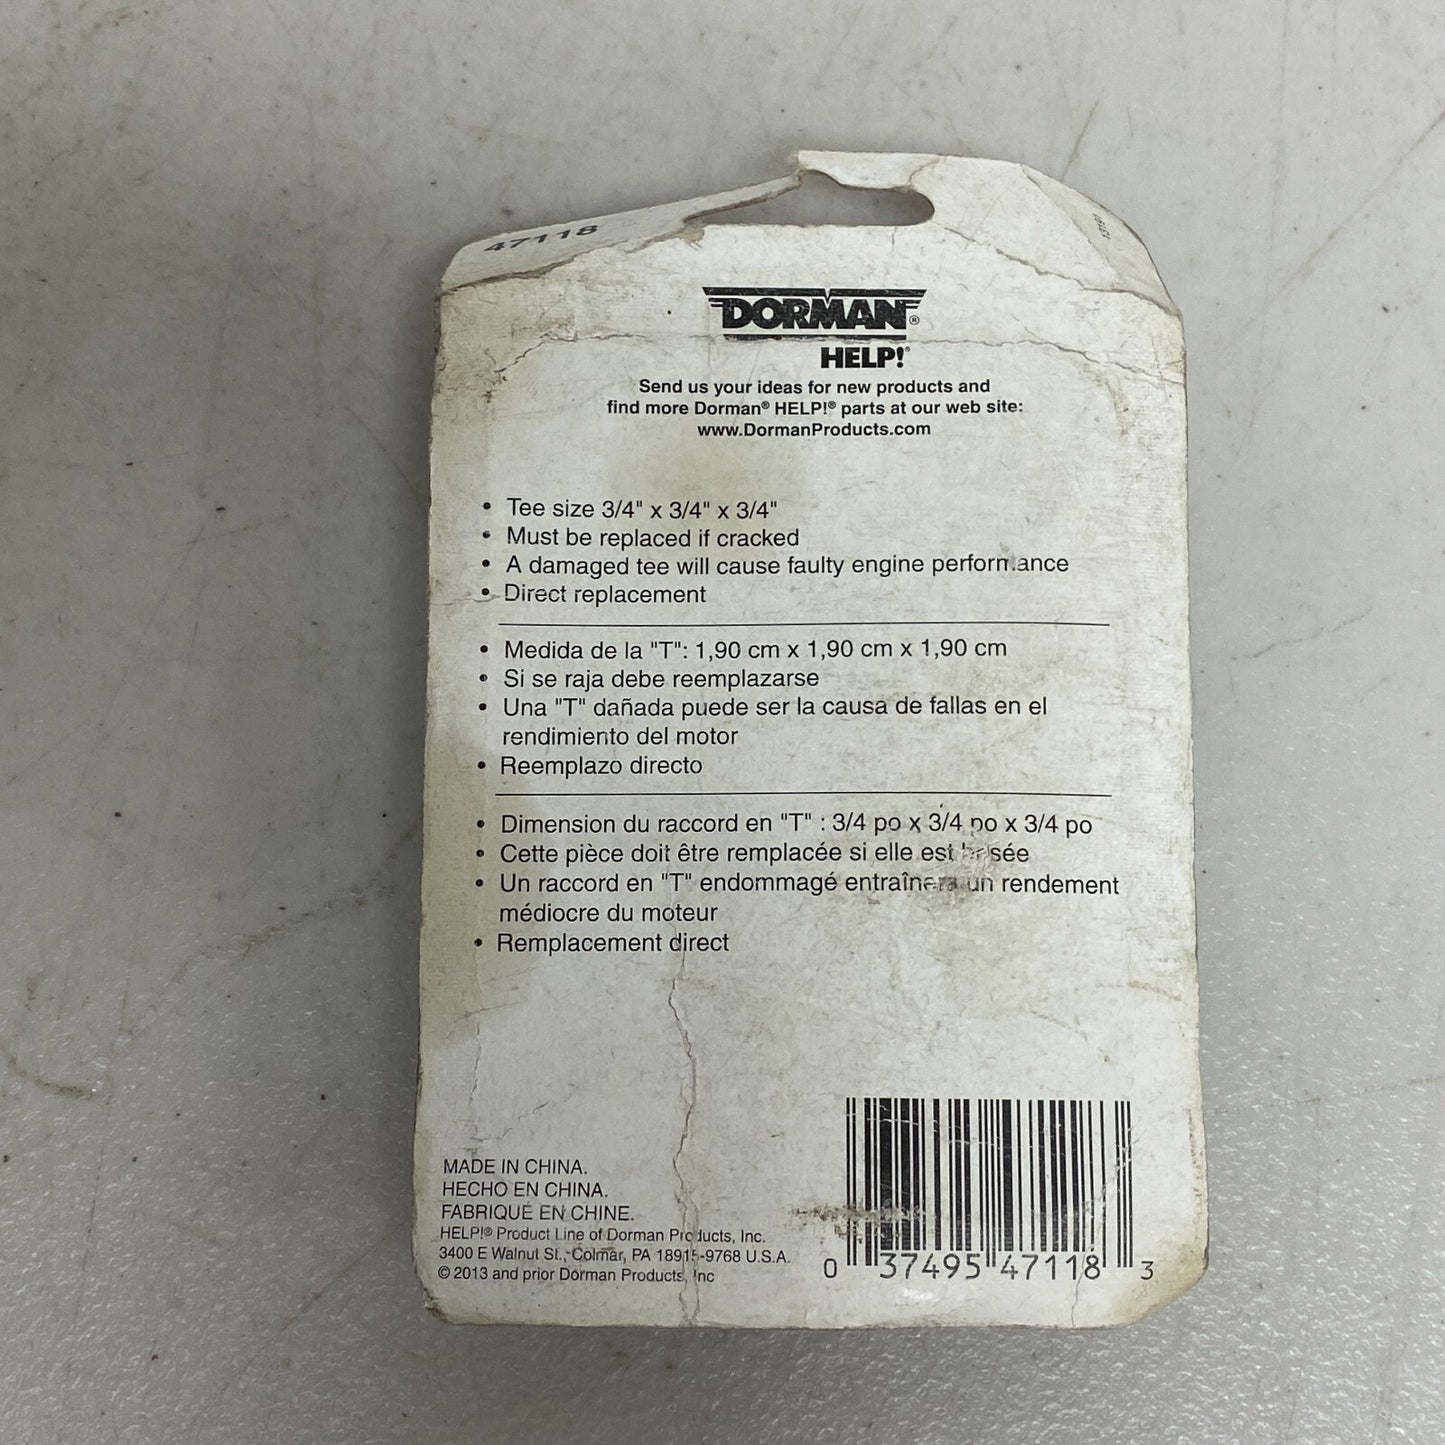 47118
DORMAN®
HELP!®
Send us your ideas for new products and
find more Dorman® HELP!® parts at our web site:
www.DormanProducts.com
• Tee size 3/4" x 3/4" x 3/4"
• Must be replaced if cracked
• A damaged tee will cause faulty engine performance
• Direct replacement
• Medida de la "T": 1,90 cm x 1,90 cm x 1,90 cm
• Si se raja debe reemplazarse
• Una "T" dañada puede ser la causa de fallas en el
rendimiento del motor
• Reemplazo directo
• Dimension du raccord en "T" : 3/4 po x 3/4 po x 3/4 po
• Cette pièce doit être remplacée si elle est
• Un raccord en "T" endommagé entraînera un rendement
médiocre du moteur
• Remplacement direct
MADE IN CHINA.
HECHO EN CHINA.
FABRIQUÉ EN CHINE.
HELP!® Product Line of Dorman Products, Inc.
3400 E Walnut St., Colmar, PA 18915-9768 U.S.A.
© 2013 and prior Dorman Products, Inc
0 37495 47118 3